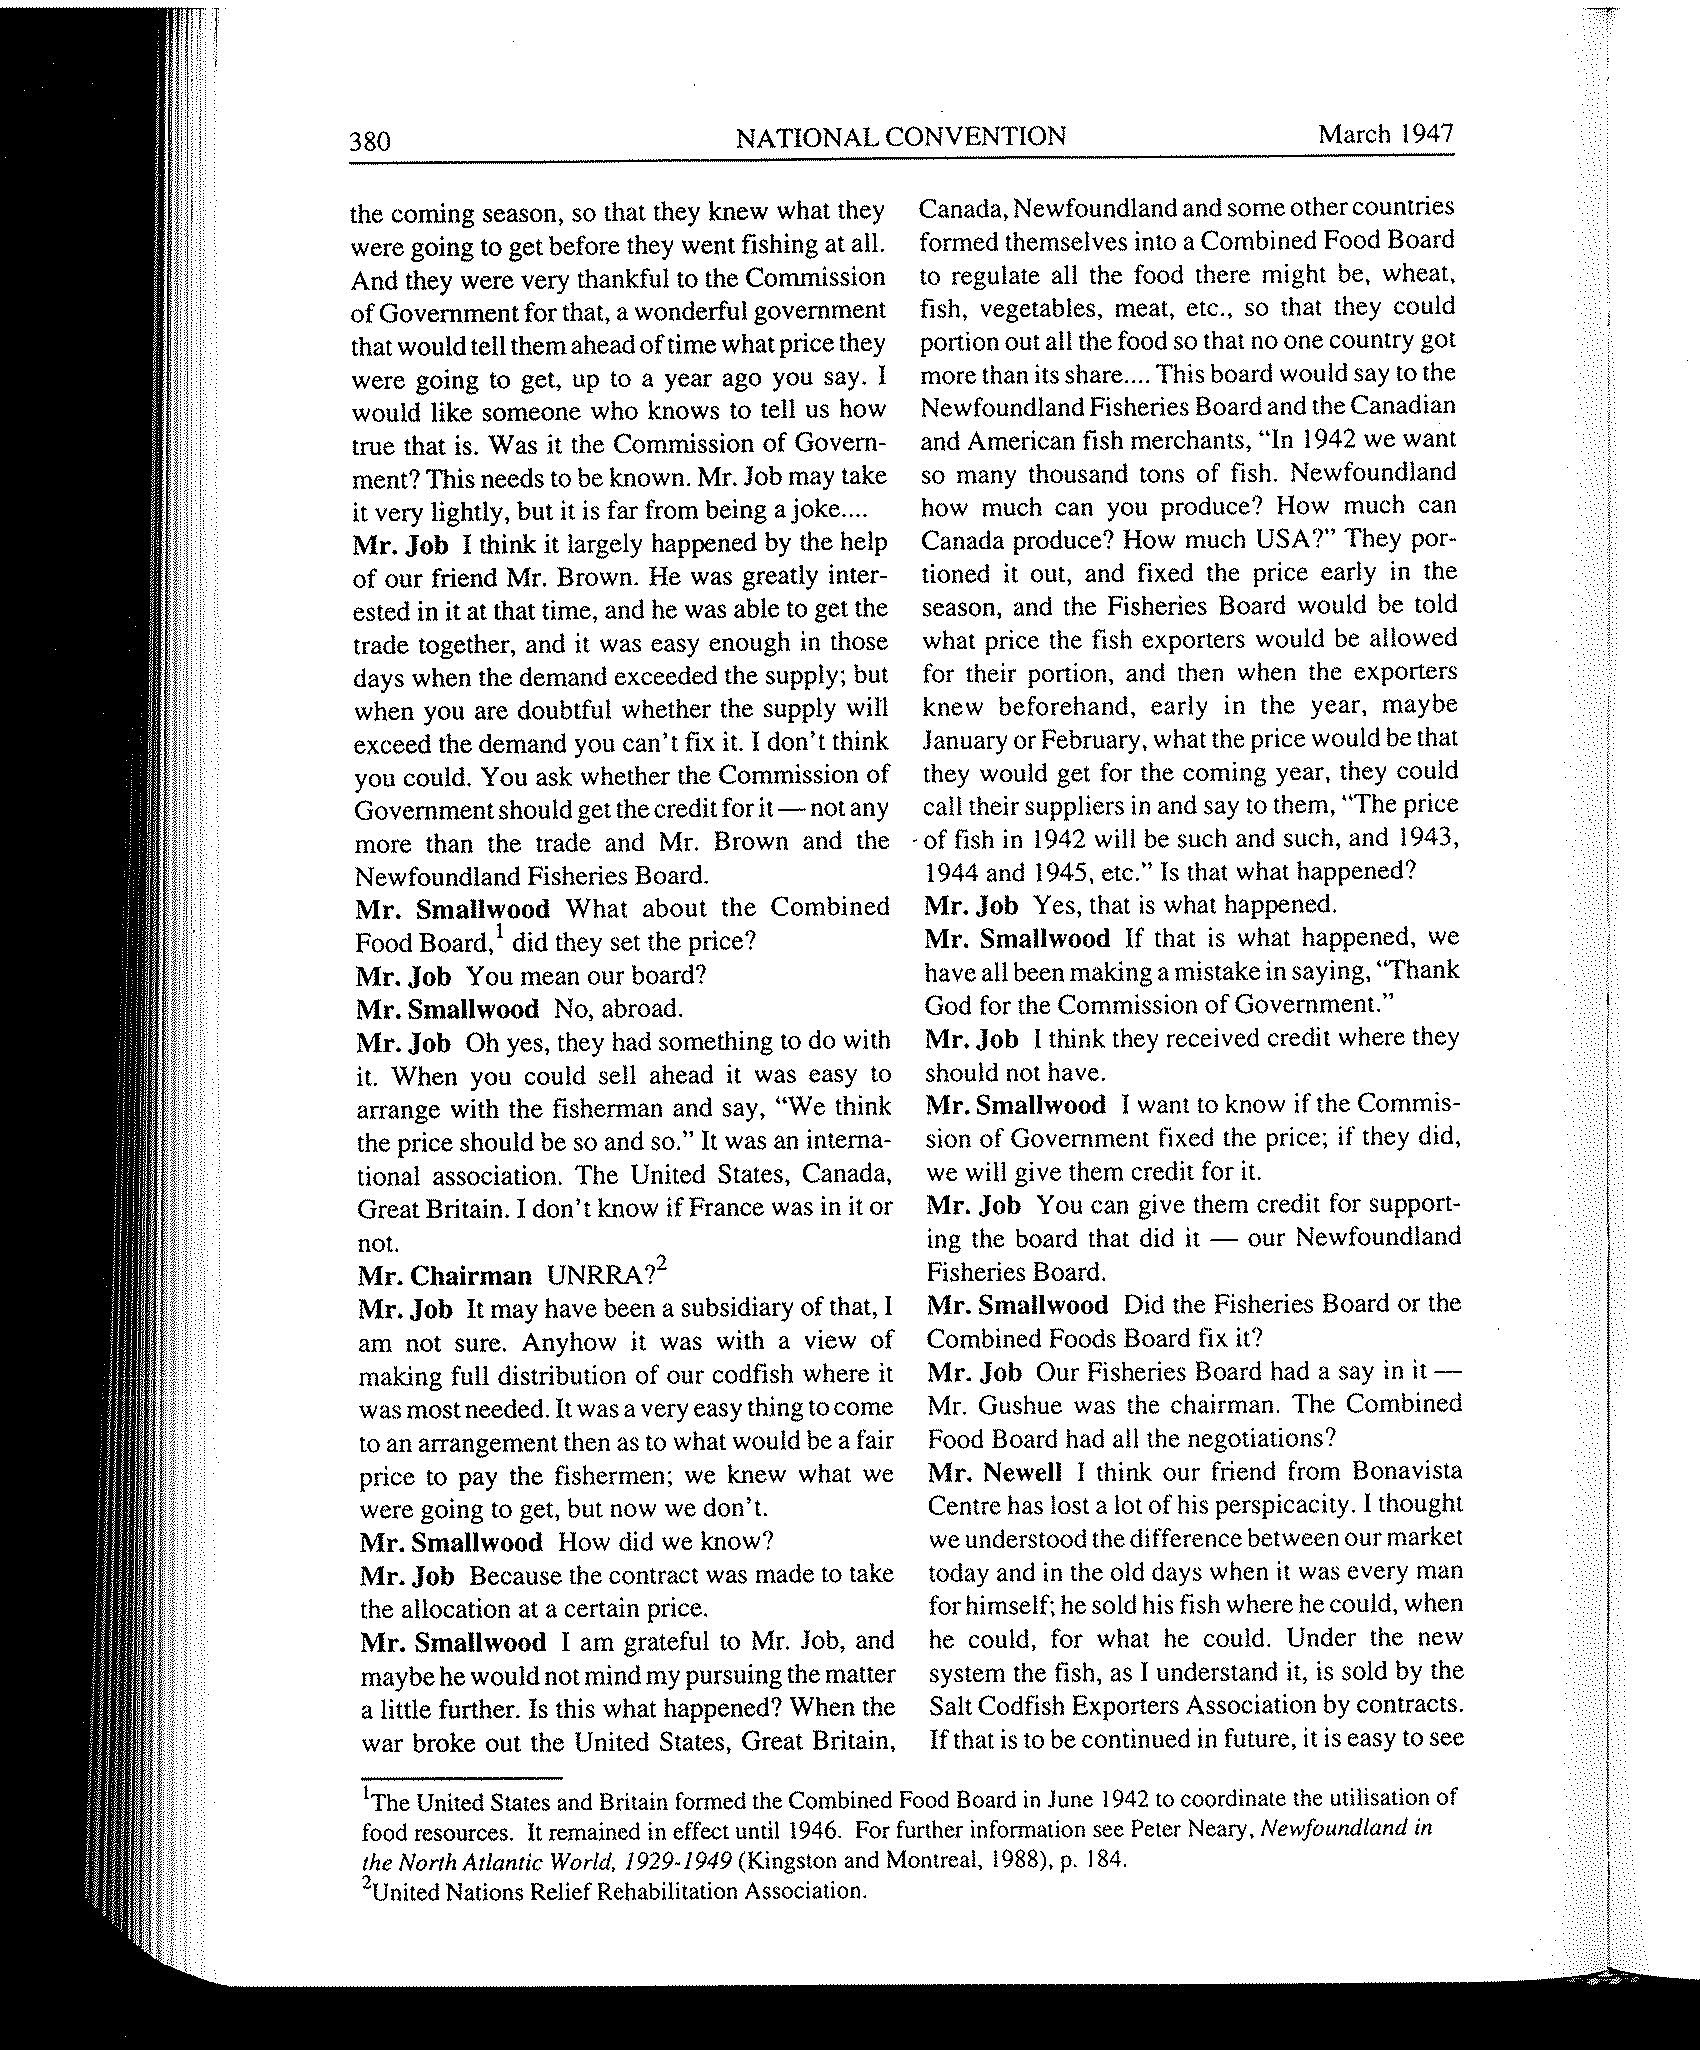 380
NATIONAL CONVENTION
March 1947
the coming season, so that they knew what they
were going to get before they went fishing at all.
And they were very thankful to the Commission
of Government for that, a wonderful government
that would tell them ahead of time what price they
were going to get, up to a year ago you say. I
would like someone who knows to tell us how
true that is. Was it the Commission of Govern-
ment? This needs to be known. Mr. Job may take
it very lightly, but it is far from being a joke....
Mr. Job I think it largely happened by the help
of our friend Mr. Brown. He was greatly inter-
ested in it at that time, and he was able to get the
trade together, and it was easy enough in those
days when the demand exceeded the supply; but
when you are doubtful whether the supply will
exceed the demand you can't fix it. I don't think
you could. You ask whether the Commission of
Government should get the credit for it — not any
more than the trade and Mr. Brown and the
Newfoundland Fisheries Board.
Mr. Smallwood What about the Combined
Food Board,¹ did they set the price?
Mr. Job You mean our board?
Mr. Smallwood No, abroad.
Mr. Job Oh yes, they had something to do with
it. When you could sell ahead it was easy to
arrange with the fisherman and say, "We think
the price should be so and so." It was an interna-
tional association. The United States, Canada,
Great Britain. I don't know if France was in it or
not.
Mr. Chairman UNRRA?²
Mr. Job It may have been a subsidiary of that, I
am not sure. Anyhow it was with a view of
making full distribution of our codfish where it
was most needed. It was a very easy thing to come
to an arrangement then as to what would be a fair
price to pay the fishermen; we knew what we
were going to get, but now we don't.
Mr. Smallwood How did we know?
Mr. Job Because the contract was made to take
the allocation at a certain price.
Mr. Smallwood I am grateful to Mr. Job, and
maybe he would not mind my pursuing the matter
a little further. Is this what happened? When the
war broke out the United States, Great Britain,
Canada, Newfoundland and some other countries
formed themselves into a Combined Food Board
to regulate all the food there might be, wheat,
fish, vegetables, meat, etc., so that they could
portion out all the food so that no one country got
more than its share.... This board would say to the
Newfoundland Fisheries Board and the Canadian
and American fish merchants, "In 1942 we want
so many thousand tons of fish. Newfoundland
how much can you produce? How much can
Canada produce? How much USA?" They por-
tioned it out, and fixed the price early in the
season, and the Fisheries Board would be told
what price the fish exporters would be allowed
for their portion, and then when the exporters
knew beforehand, early in the year, maybe
January or February, what the price would be that
they would get for the coming year, they could
call their suppliers in and say to them, "The price
of fish in 1942 will be such and such, and 1943,
1944 and 1945, etc." Is that what happened?
Mr. Job Yes, that is what happened.
Mr. Smallwood If that is what happened, we
have all been making a mistake in saying, "Thank
God for the Commission of Government."
Mr. Job I think they received credit where they
should not have.
Mr. Smallwood I want to know if the Commis-
sion of Government fixed the price; if they did,
we will give them credit for it.
Mr. Job You can give them credit for support-
ing the board that did it — our Newfoundland
Fisheries Board.
Mr. Smallwood Did the Fisheries Board or the
Combined Foods Board fix it?
Mr. Job Our Fisheries Board had a say in it —
Mr. Gushue was the chairman. The Combined
Food Board had all the negotiations?
Mr. Newell I think our friend from Bonavista
Centre has lost a lot of his perspicacity. I thought
we understood the difference between our market
today and in the old days when it was every man
for himself; he sold his fish where he could, when
he could, for what he could. Under the new
system the fish, as I understand it, is sold by the
Salt Codfish Exporters Association by contracts.
If that is to be continued in future, it is easy to see
¹The United States and Britain formed the Combined Food Board in June 1942 to coordinate the utilisation of
food resources. It remained in effect until 1946. For further information see Peter Neary, Newfoundland in
the North Atlantic World, 1929-1949 (Kingston and Montreal, 1988), p. 184.
²United Nations Relief Rehabilitation Association.